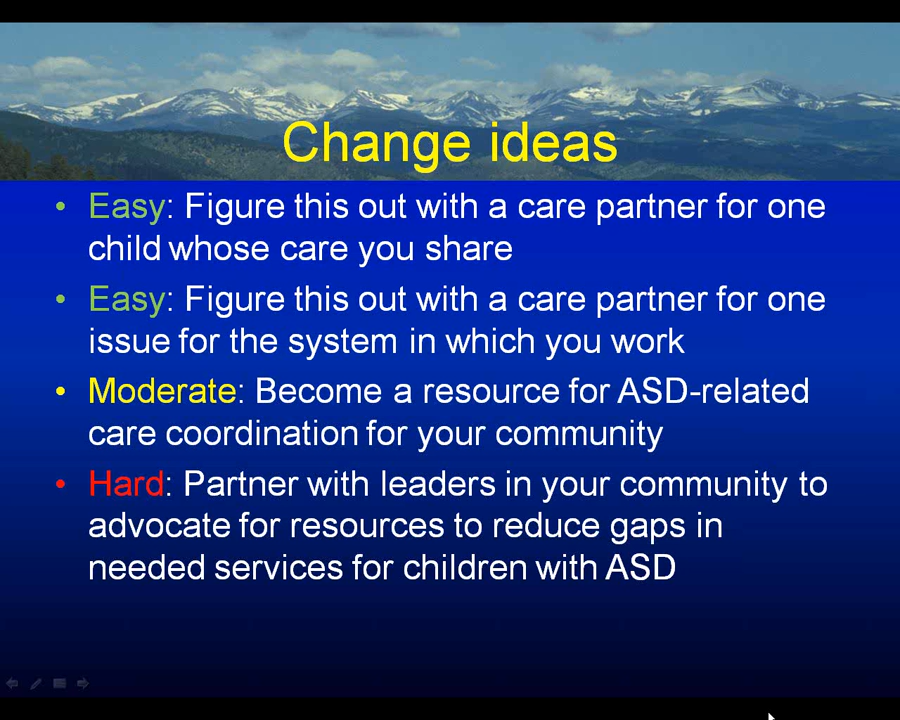 Change ideas
• Easy: Figure this out with a care partner for one
child whose care you share
• Easy: Figure this out with a care partner for one
issue for the system in which you work
• Moderate: Become a resource for ASD-related
care coordination for your community
• Hard: Partner with leaders in your community to
advocate for resources to reduce gaps in
needed services for children with ASD